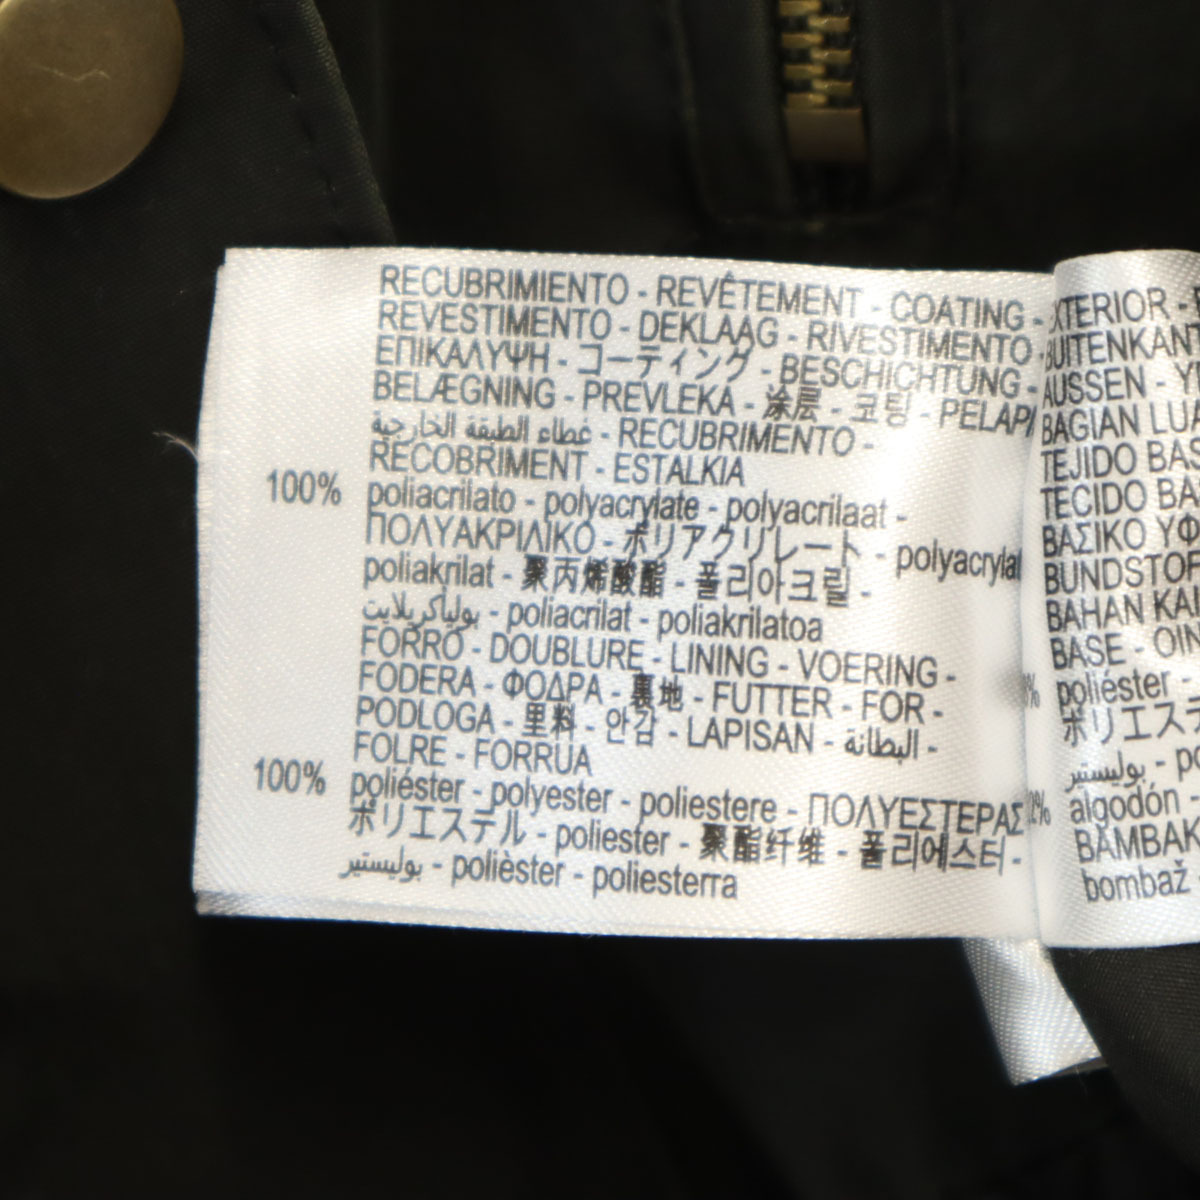 RECUBRIMIENTO - REVÊTEMENT - COATING -
REVESTIMENTO - DEKLAAG - RIVESTIMENTO -
ΕΠΙΚΑΛΥΨΗ - コーティング - BESCHICHTUNG -
BELÆGNING - PREVLEKA - 涂层 - 코팅 - PELAPI
غطاء الطبقة الخارجية - RECUBRIMENTO -
RECOBRIMENT - ESTALKIA
100% poliacrilato - polyacrylate - polyacrilaat -
ΠΟΛΥΑΚΡΙΛΙΚΟ - ポリアクリレート - polyacrylat
poliakrilat - 聚丙烯酸酯 - 폴리아크릴 -
بولياكريلايت - poliacrilat - poliakrilatoa
FORRO - DOUBLURE - LINING - VOERING -
FODERA - ΦΟΔΡΑ - 裏地 - FUTTER - FOR -
PODLOGA - 里料 - 안감 - LAPISAN - البطانة -
FOLRE - FORRUA
100% poliéster - polyester - poliestere - ΠΟΛΥΕΣΤΕΡΑΣ
ポリエステル - poliester - 聚酯纤维 - 폴리에스터 -
بوليستير - polièster - poliesterra
XTERIOR -
BUITENKANT
AUSSEN - Y
BAGIAN LUA
TEJIDO BAS
TECIDO BA
ΒΑΣΙΚΟ ΥΦ
BUNDSTOF
BAHAN KA
BASE - OIN
% poliéster -
ポリエステ
بوليستير - po
2% algodón -
BAMBAK
bombaž -